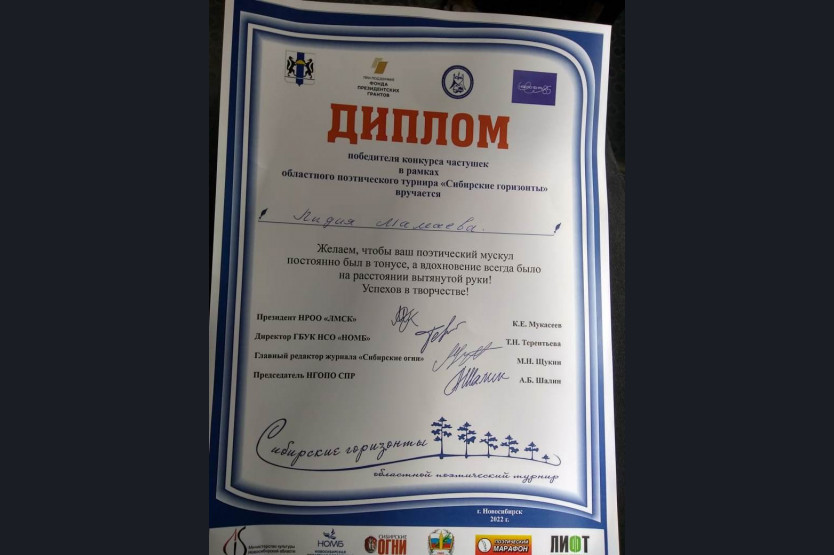 ФОНДА
ПРЕЗИДЕНТСКИХ
ГРАНТОВ
ДИПЛОМ
победителя конкурса частушек
в рамках
областного поэтического турнира «Сибирские горизонты»
вручается
Лидия Мамаева.
Желаем, чтобы ваш поэтический мускул
постоянно был в тонусе, а вдохновение всегда было
на расстоянии вытянутой руки!
Успехов в творчестве!
Президент НРОО «ЛМСК» К.Е. Мукасеев
Директор ГБУК НСО «НОМБ» Т.Н. Терентьева
Главный редактор журнала «Сибирские огни» М.Н. Щукин
Председатель НГОПО СПР А.Б. Шалин
Сибирские горизонты
областной поэтический турнир
г. Новосибирск
2022 г.
НОМБ
СИБИРСКИЕ
ОГНИ
ПОЭТИЧЕСКИЙ
МАРАФОН
ЛИФТ